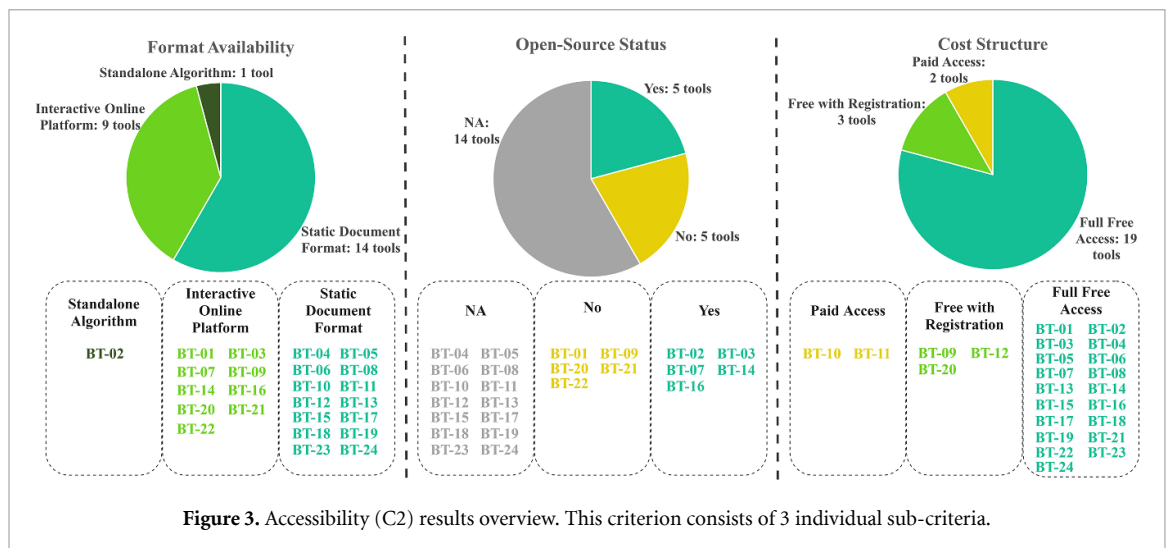 Format Availability
Standalone Algorithm: 1 tool
Interactive Online
Platform: 9 tools
Static Document
Format: 14 tools
Standalone
Algorithm
BT-02
Interactive
Online
Platform
BT-01 BT-03
BT-07 BT-09
BT-14 BT-16
BT-20 BT-21
BT-22
Static
Document
Format
BT-04 BT-05
BT-06 BT-08
BT-10 BT-11
BT-12 BT-13
BT-15 BT-17
BT-18 BT-19
BT-23 BT-24
Open-Source Status
Yes: 5 tools
NA:
14 tools
No: 5 tools
NA
BT-04 BT-05
BT-06 BT-08
BT-10 BT-11
BT-12 BT-13
BT-15 BT-17
BT-18 BT-19
BT-23 BT-24
No
BT-01 BT-09
BT-20 BT-21
BT-22
Yes
BT-02 BT-03
BT-07 BT-14
BT-16
Cost Structure
Paid Access:
2 tools
Free with Registration:
3 tools
Full Free
Access: 19
tools
Paid Access
BT-10 BT-11
Free with
Registration
BT-09 BT-12
BT-20
Full Free
Access
BT-01 BT-02
BT-03 BT-04
BT-05 BT-06
BT-07 BT-08
BT-13 BT-14
BT-15 BT-16
BT-17 BT-18
BT-19 BT-21
BT-22 BT-23
BT-24
Figure 3. Accessibility (C2) results overview. This criterion consists of 3 individual sub-criteria.